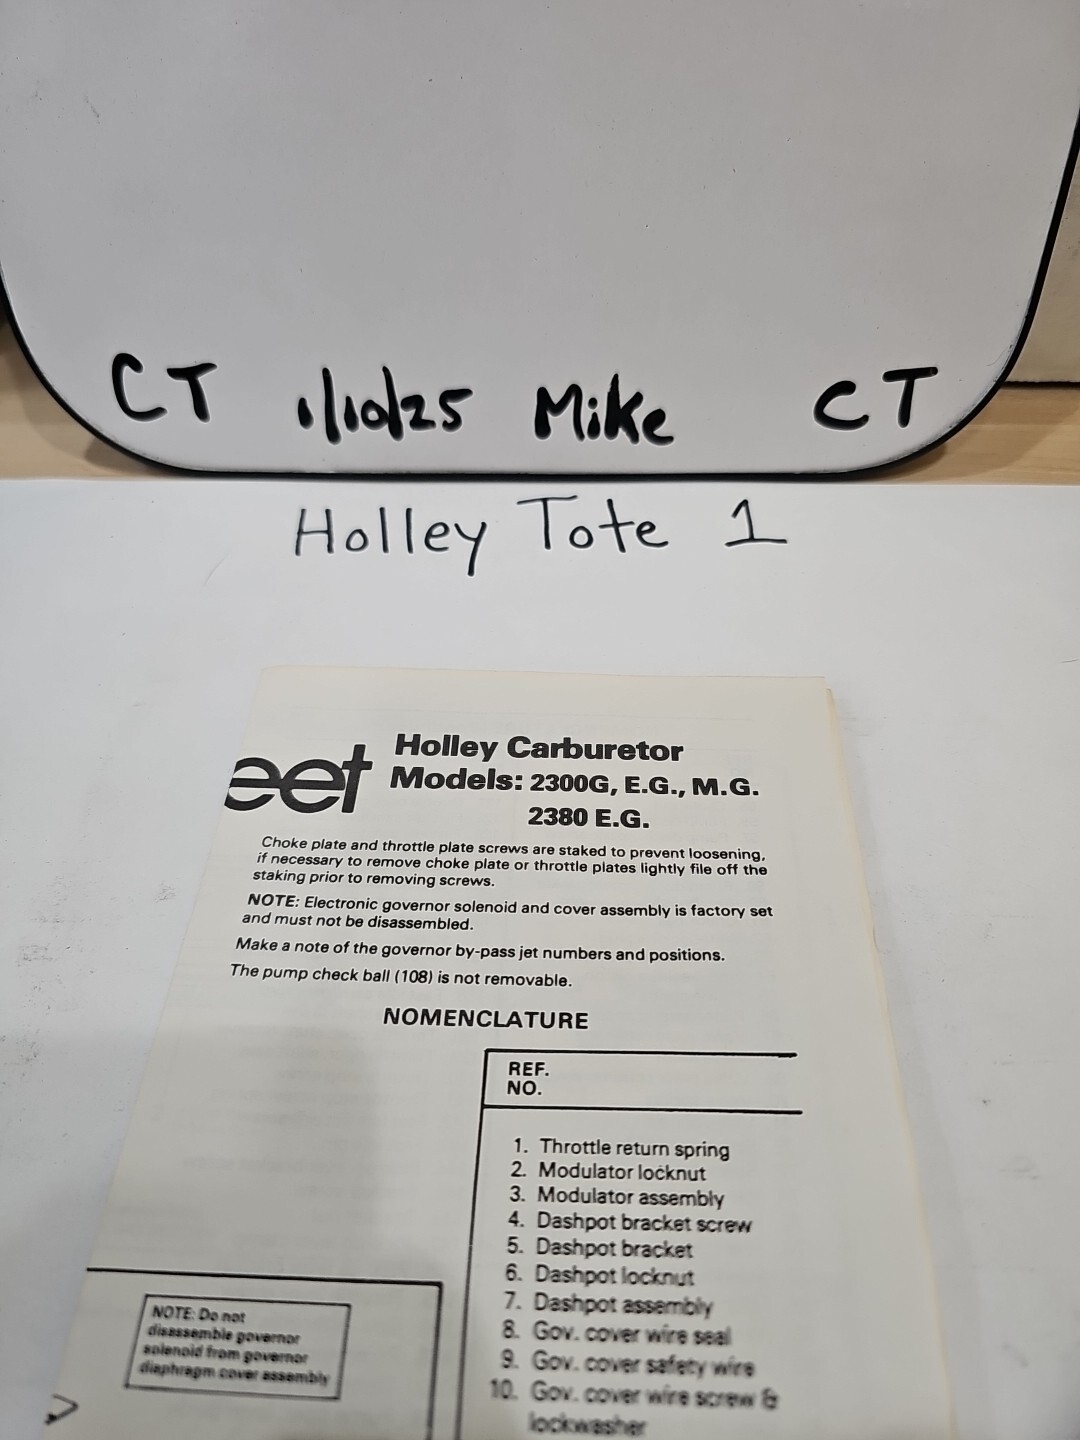 CT 1/10/25 Mike CT
Holley Tote 1
eet
Holley Carburetor
Models: 2300G, E.G., M.G.
2380 E.G.
Choke plate and throttle plate screws are staked to prevent loosening,
if necessary to remove choke plate or throttle plates lightly file off the
staking prior to removing screws.
NOTE: Electronic governor solenoid and cover assembly is factory set
and must not be disassembled.
Make a note of the governor by-pass jet numbers and positions.
The pump check ball (108) is not removable.
NOMENCLATURE
REF.
NO.
1. Throttle return spring
2. Modulator locknut
3. Modulator assembly
4. Dashpot bracket screw
5. Dashpot bracket
6. Dashpot locknut
7. Dashpot assembly
8. Gov. cover wire seal
9. Gov. cover safety wire
10. Gov. cover wire screw &
lockwasher
NOTE: Do not
disassemble governor
solenoid from governor
diaphragm cover assembly